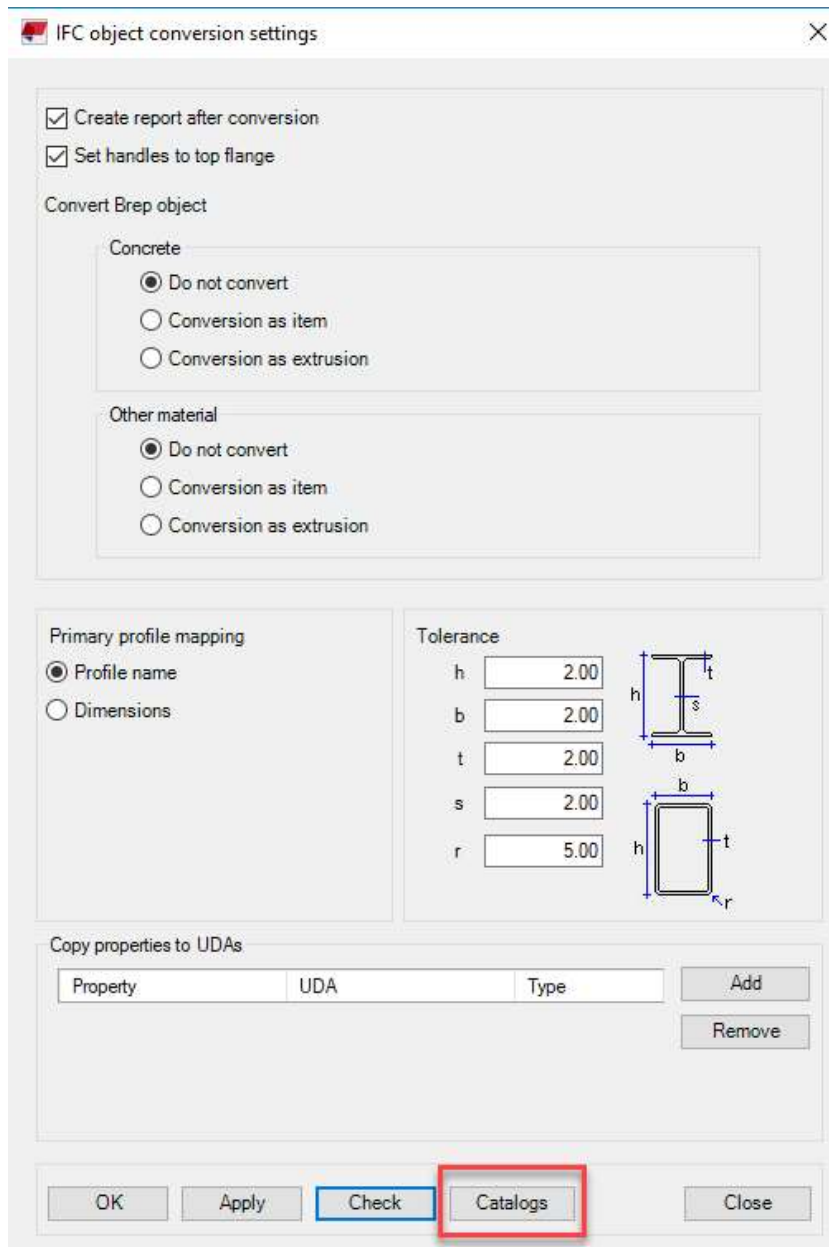 IFC object conversion settings
Create report after conversion
Set handles to top flange
Convert Brep object
Concrete
Do not convert
Conversion as item
Conversion as extrusion
Other material
Do not convert
Conversion as item
Conversion as extrusion
Primary profile mapping
Profile name
Dimensions
Tolerance
h 2.00
b 2.00
t 2.00
s 2.00
r 5.00
t
h
s
b
b
h
t
r
Copy properties to UDAs
Property UDA Type
Add
Remove
OK Apply Check Catalogs Close